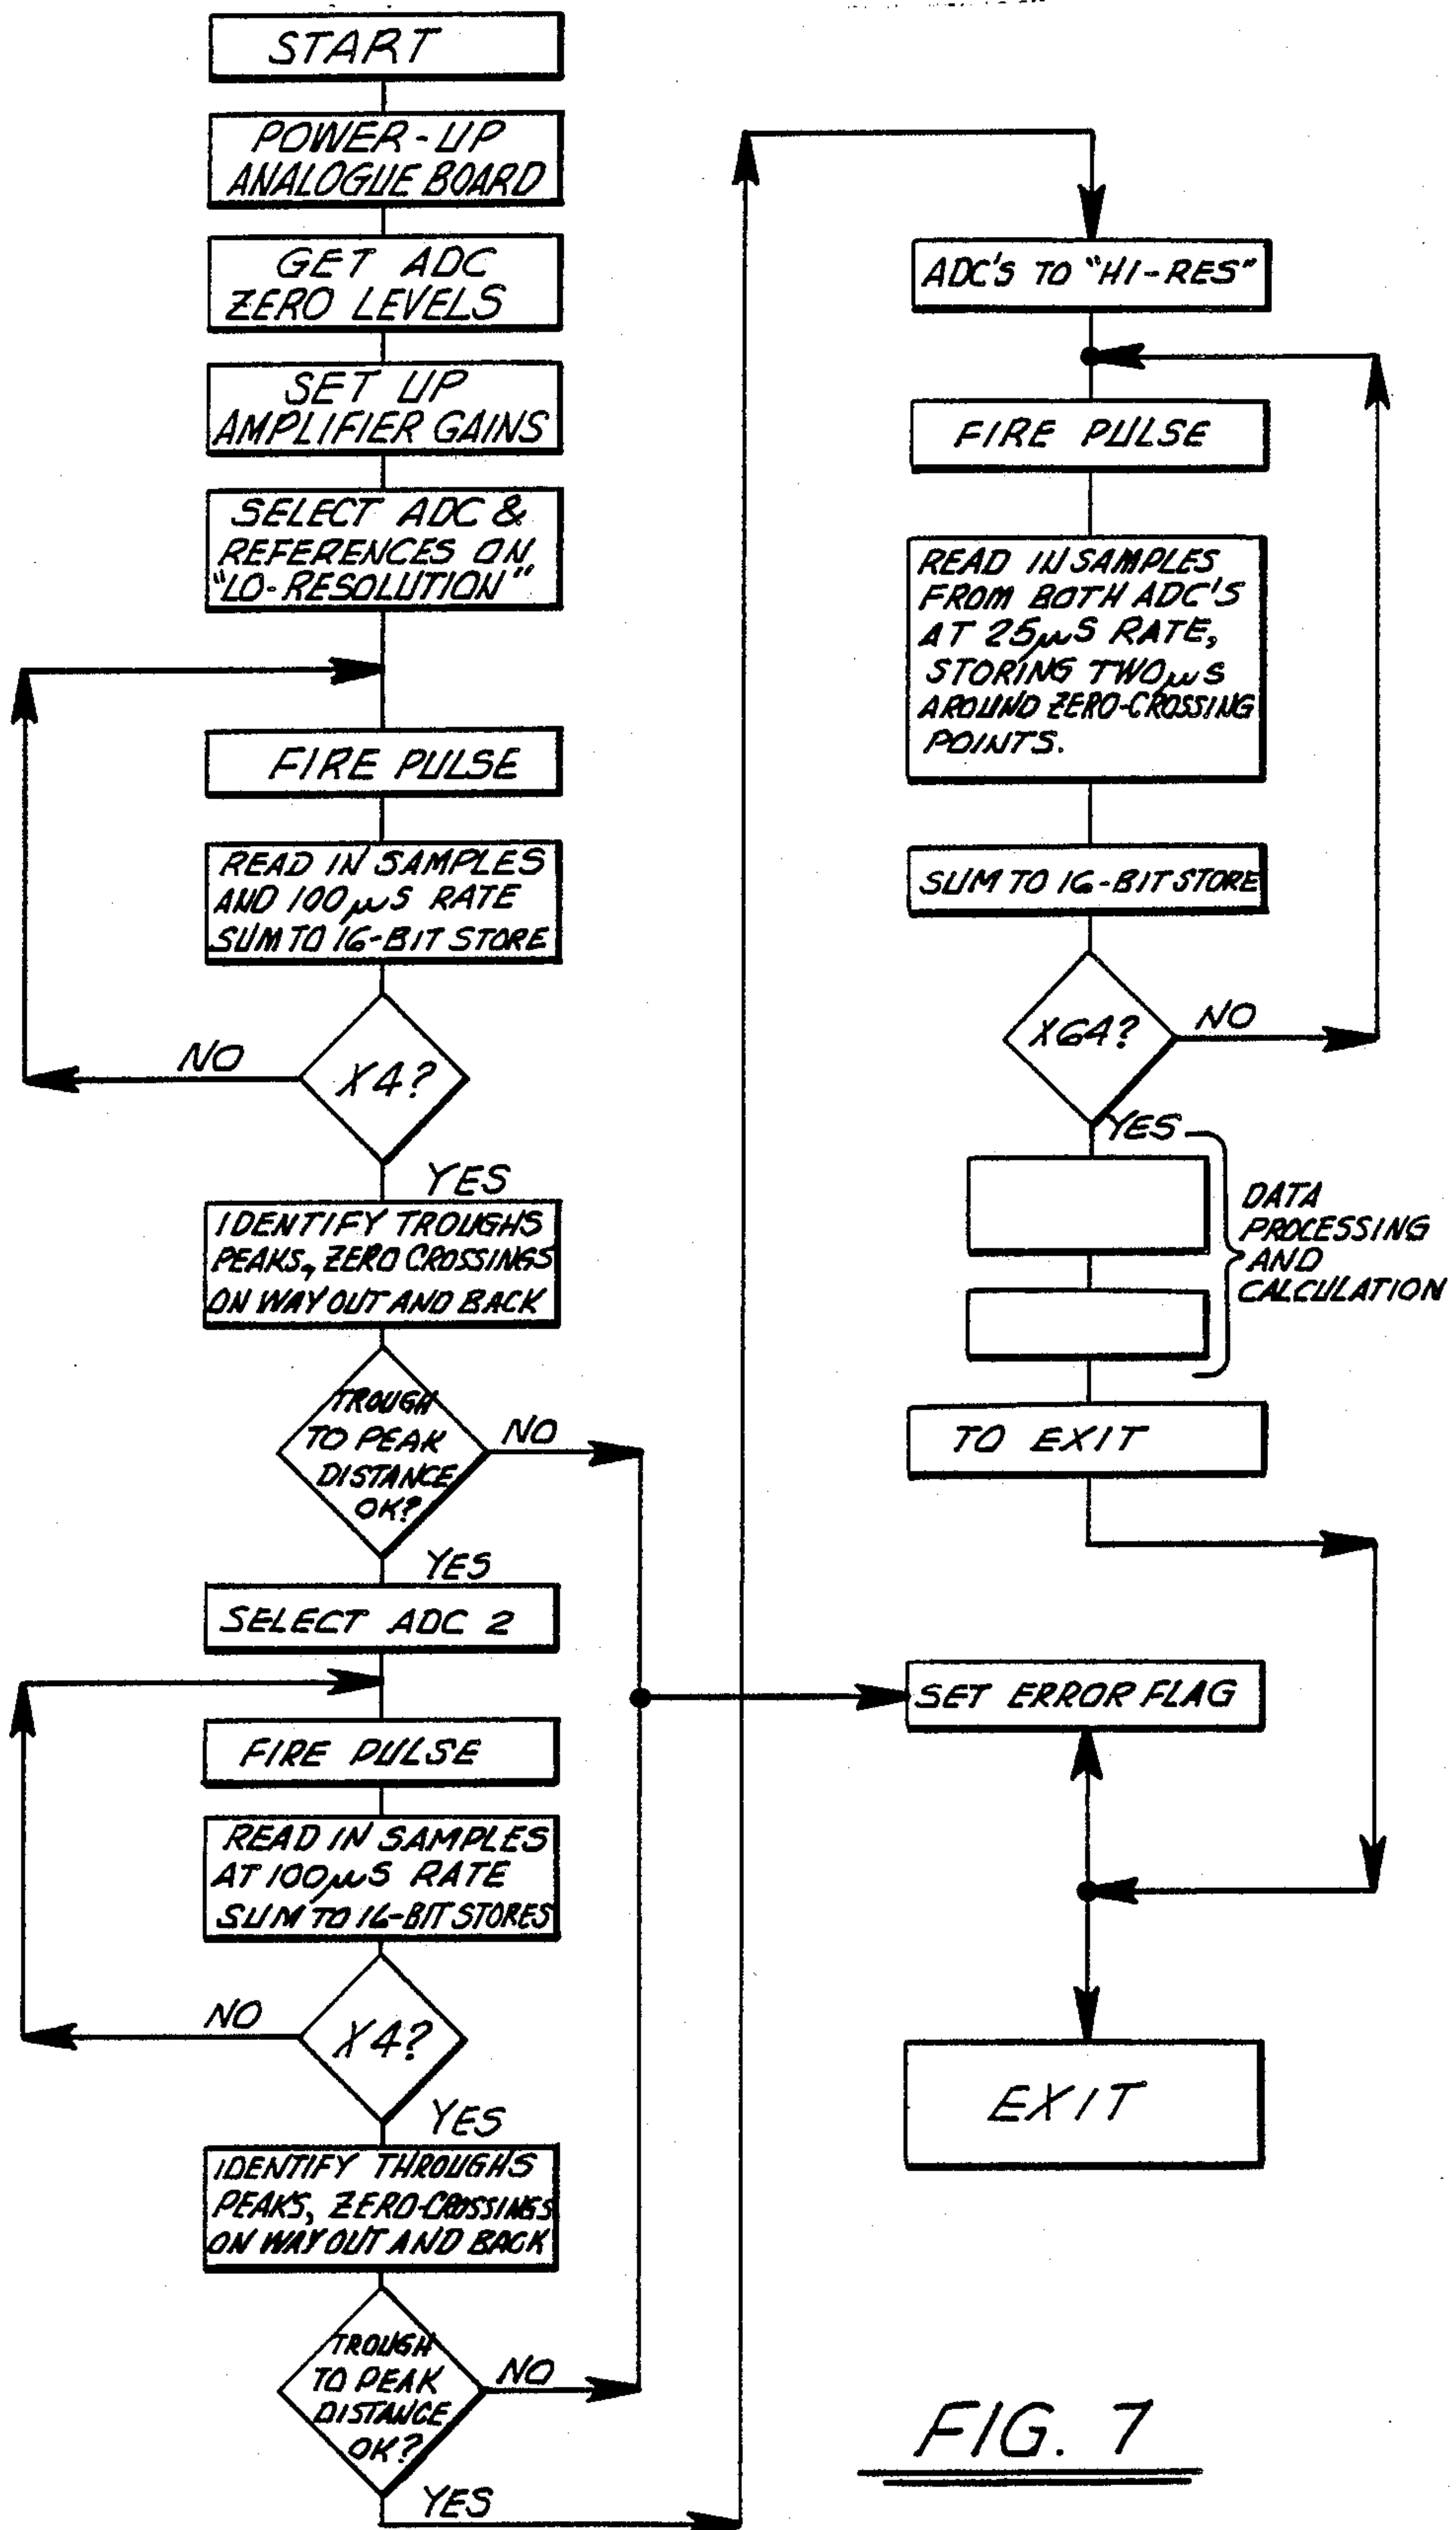 START
POWER-UP
ANALOGUE BOARD
GET ADC
ZERO LEVELS
SET UP
AMPLIFIER GAINS
SELECT ADC &
REFERENCES ON
"LO-RESOLUTION"
FIRE PULSE
READ IN SAMPLES
AND 100µS RATE
SUM TO 16-BIT STORE
X4?
NO
YES
IDENTIFY TROUGHS
PEAKS, ZERO CROSSINGS
ON WAY OUT AND BACK
TROUGH
TO PEAK
DISTANCE
OK?
NO
YES
SELECT ADC 2
FIRE PULSE
READ IN SAMPLES
AT 100µS RATE
SUM TO 16-BIT STORES
X4?
NO
YES
IDENTIFY THROUGHS
PEAKS, ZERO-CROSSINGS
ON WAY OUT AND BACK
TROUGH
TO PEAK
DISTANCE
OK?
NO
YES
ADC'S TO "HI-RES"
FIRE PULSE
READ IN SAMPLES
FROM BOTH ADC'S
AT 25µS RATE,
STORING TWO µS
AROUND ZERO-CROSSING
POINTS.
SUM TO 16-BIT STORE
X64?
NO
YES
DATA
PROCESSING
AND
CALCULATION
TO EXIT
SET ERROR FLAG
EXIT
FIG. 7